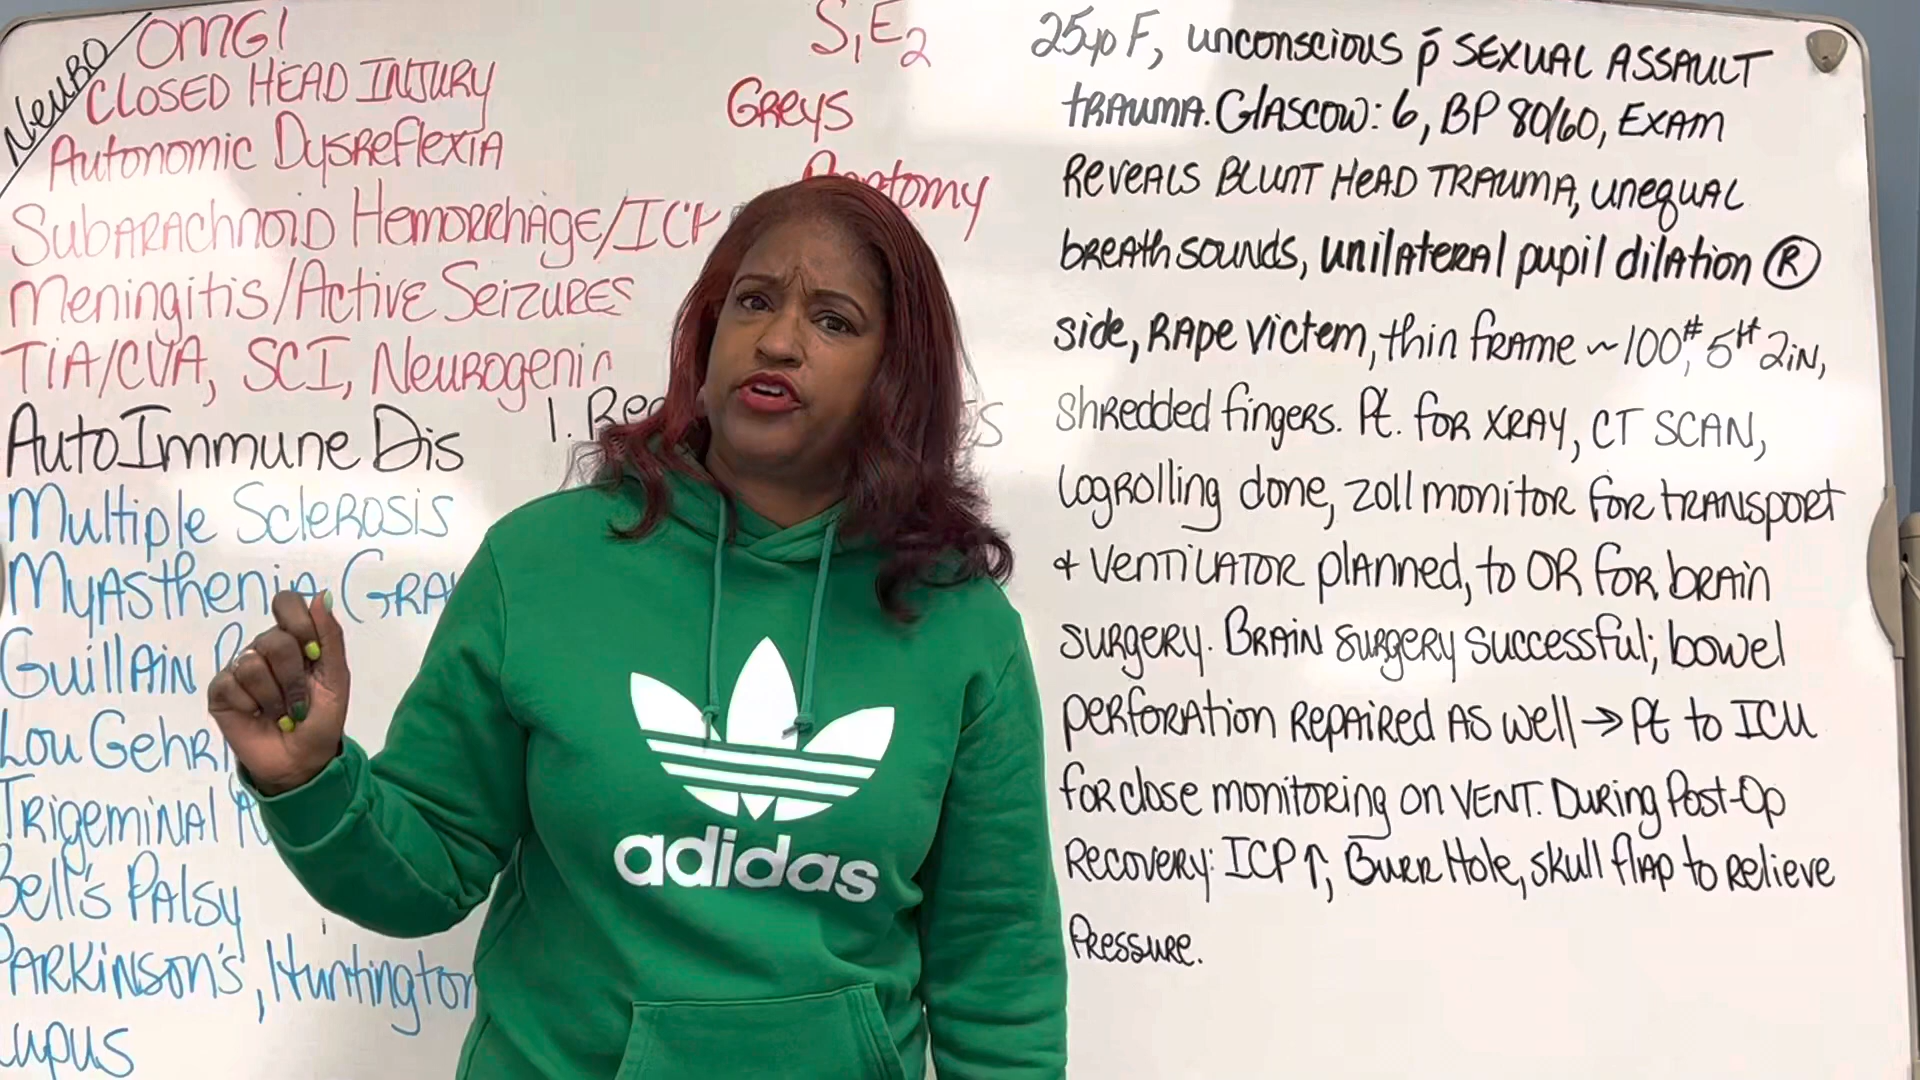 NEURO
OMG!
CLOSED HEAD INJURY
Autonomic Dysreflexia
Subarachnoid Hemorrhage/ICP
Meningitis/Active Seizures
TIA/CVA, SCI, Neurogenic
AutoImmune Dis
Multiple Sclerosis
Myasthenia GRA
Guillain
Lou Gehri
Trigeminal
Bell's Palsy
Parkinson's, Huntington
Lupus
S1E2
Greys
Anatomy
1. Re
adidas
25yo F, unconscious p̄ SEXUAL ASSAULT
TRAUMA. Glascow: 6, BP 80/60, EXAM
Reveals BLUNT HEAD TRAUMA, unequal
breath sounds, unilateral pupil dilation Ⓡ
side, Rape victem, thin frame ~100#, 5ft 2in,
shredded fingers. Pt. for XRAY, CT SCAN,
logrolling done, zoll monitor for transport
+ ventilator planned, to OR for brain
surgery. Brain surgery successful; bowel
perforation repaired as well → Pt to ICU
for close monitoring on VENT. During Post-Op
Recovery: ICP↑, Burr Hole, skull flap to relieve
Pressure.